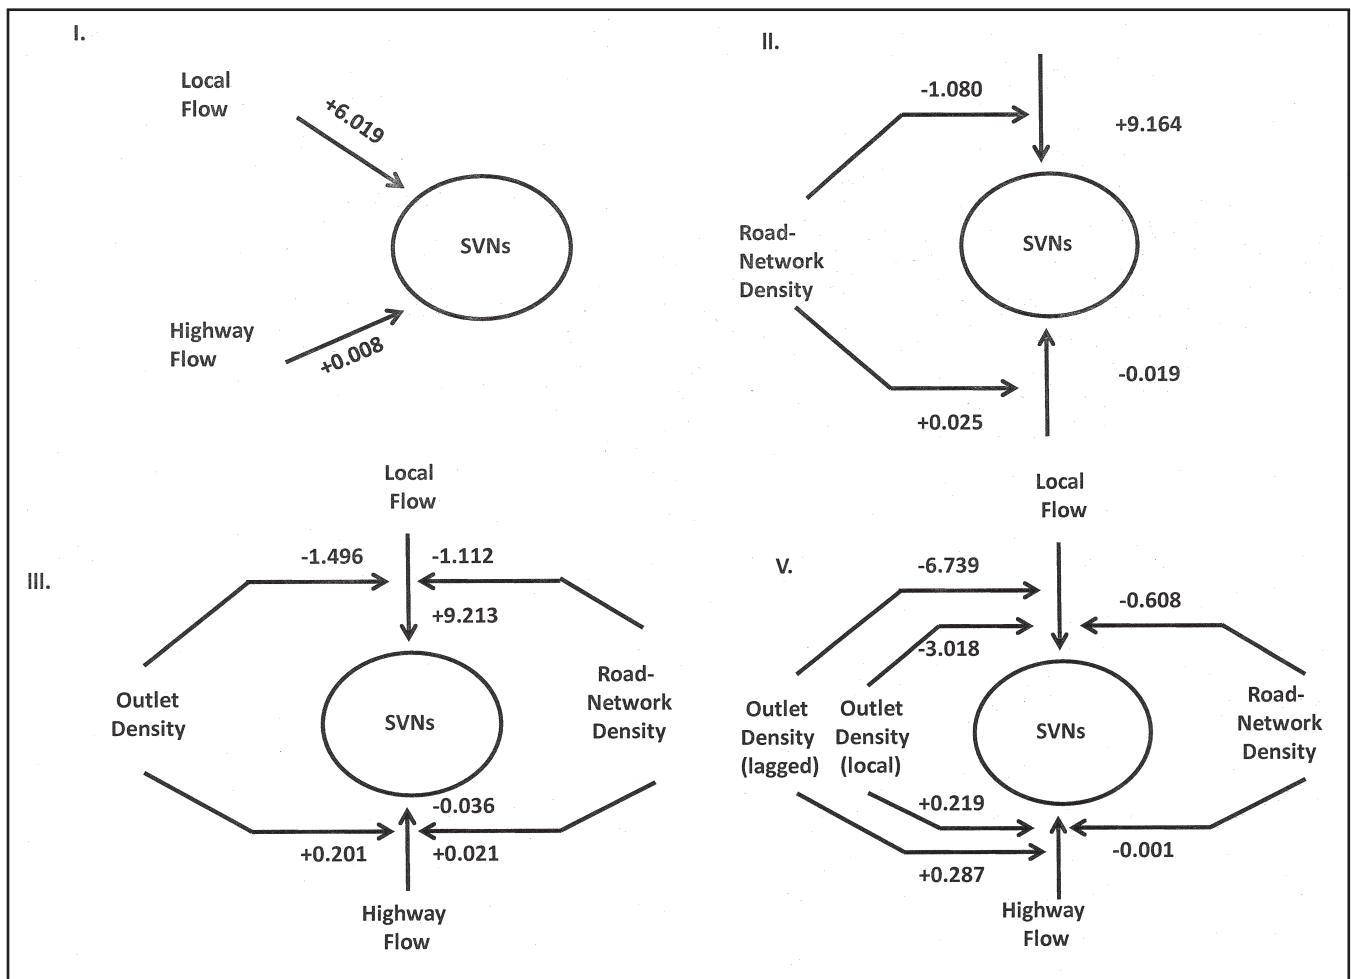 I.
Local
Flow
+6.019
SVNs
Highway
Flow
+0.008
II.
-1.080
+9.164
Road-
Network
Density
SVNs
-0.019
+0.025
III.
Local
Flow
-1.496
-1.112
+9.213
Outlet
Density
SVNs
Road-
Network
Density
-0.036
+0.201
+0.021
Highway
Flow
V.
Local
Flow
-6.739
-0.608
-3.018
Outlet
Density
(lagged)
Outlet
Density
(local)
SVNs
Road-
Network
Density
+0.219
-0.001
+0.287
Highway
Flow